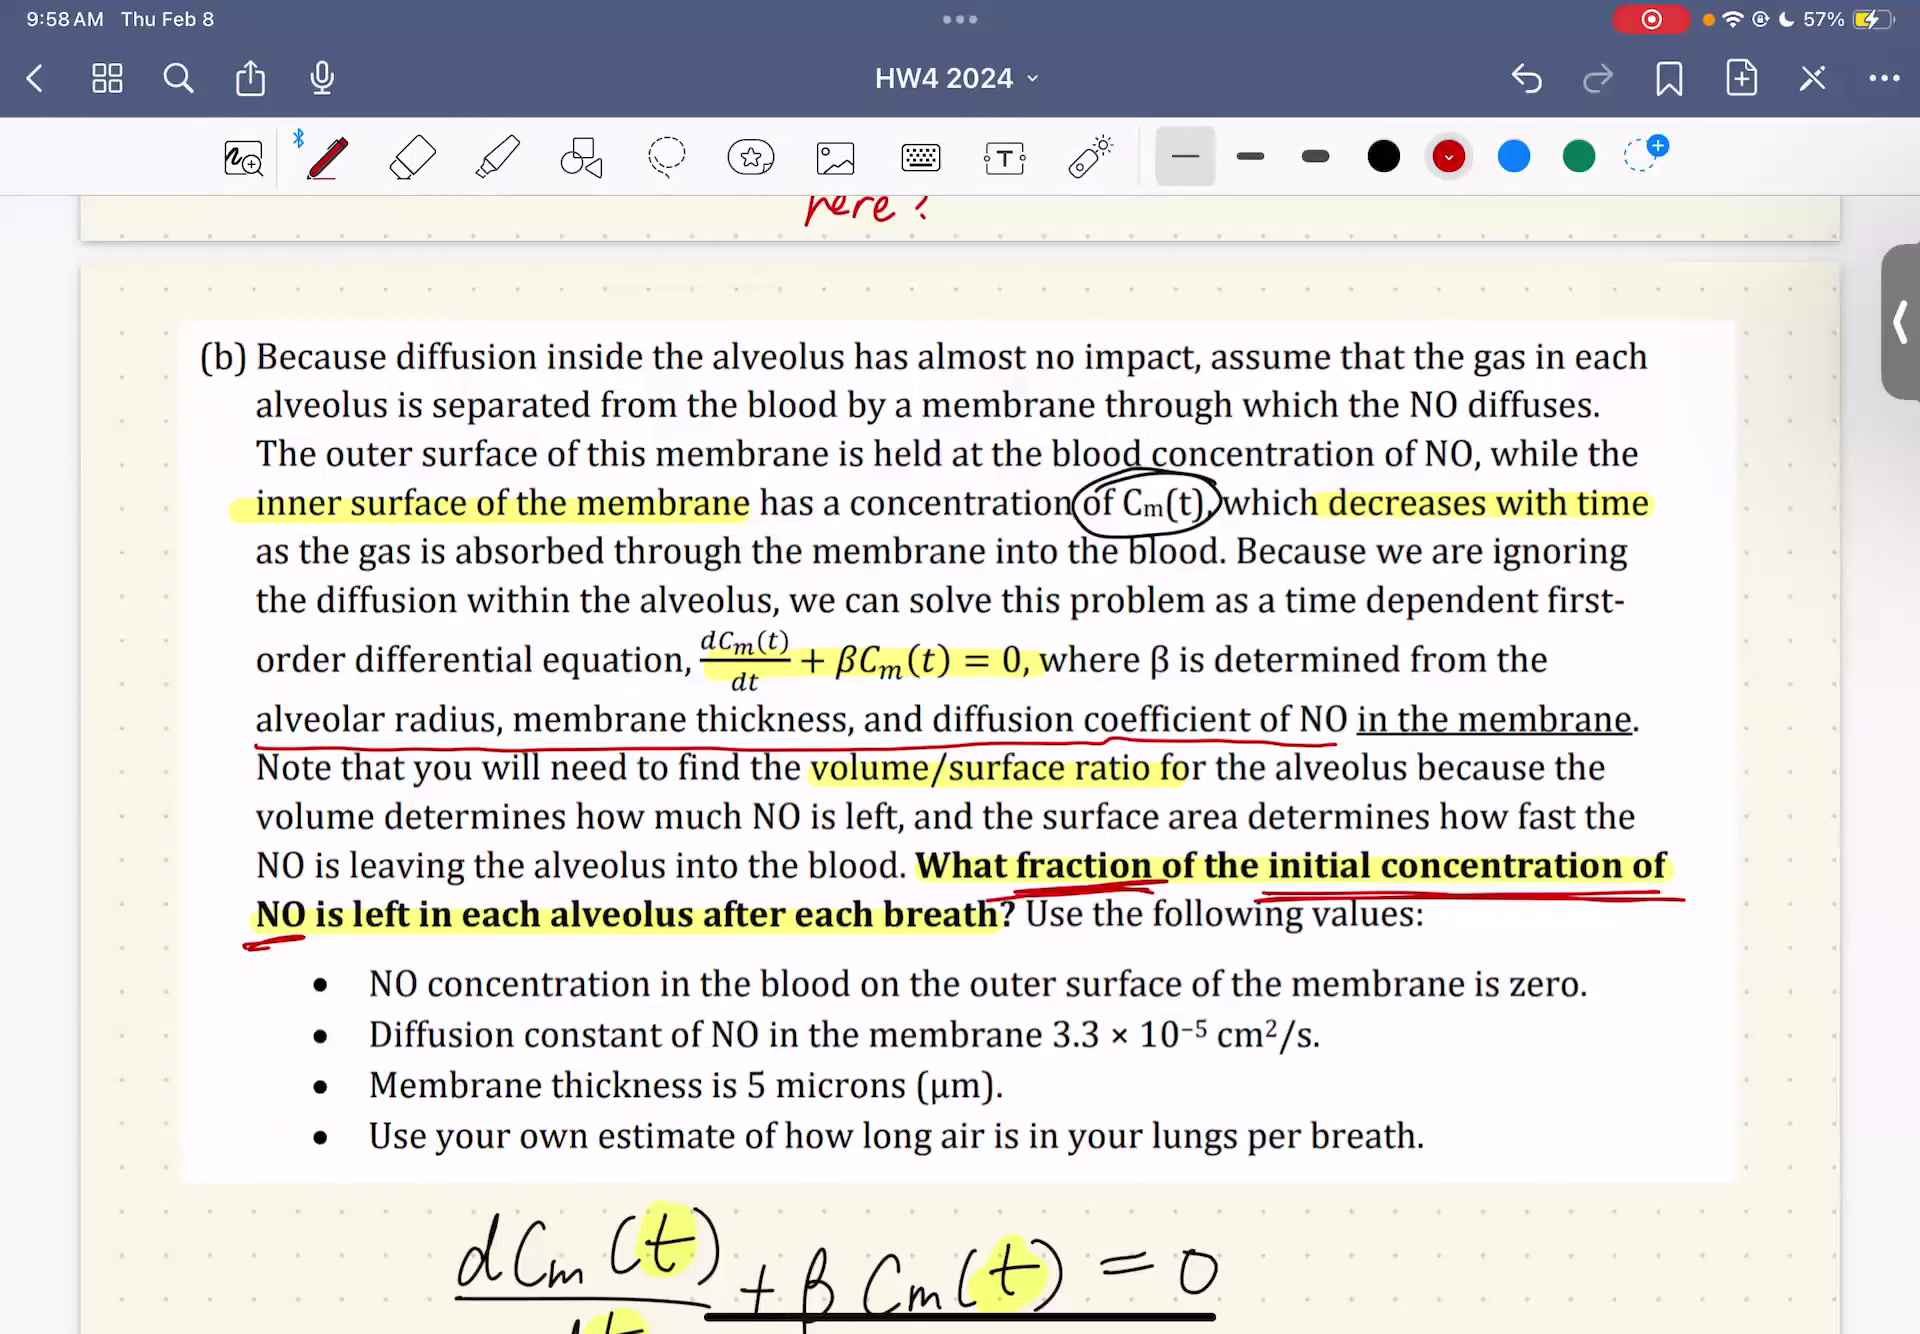 9:58 AM Thu Feb 8
57%
HW4 2024
T
here?
(b) Because diffusion inside the alveolus has almost no impact, assume that the gas in each
alveolus is separated from the blood by a membrane through which the NO diffuses.
The outer surface of this membrane is held at the blood concentration of NO, while the
inner surface of the membrane has a concentration of Cm(t), which decreases with time
as the gas is absorbed through the membrane into the blood. Because we are ignoring
the diffusion within the alveolus, we can solve this problem as a time dependent first-
order differential equation, dCm(t)/dt + βCm(t) = 0, where β is determined from the
alveolar radius, membrane thickness, and diffusion coefficient of NO in the membrane.
Note that you will need to find the volume/surface ratio for the alveolus because the
volume determines how much NO is left, and the surface area determines how fast the
NO is leaving the alveolus into the blood. What fraction of the initial concentration of
NO is left in each alveolus after each breath? Use the following values:
• NO concentration in the blood on the outer surface of the membrane is zero.
• Diffusion constant of NO in the membrane 3.3 × 10⁻⁵ cm²/s.
• Membrane thickness is 5 microns (μm).
• Use your own estimate of how long air is in your lungs per breath.
dCm(t)/dt + β Cm(t) = 0